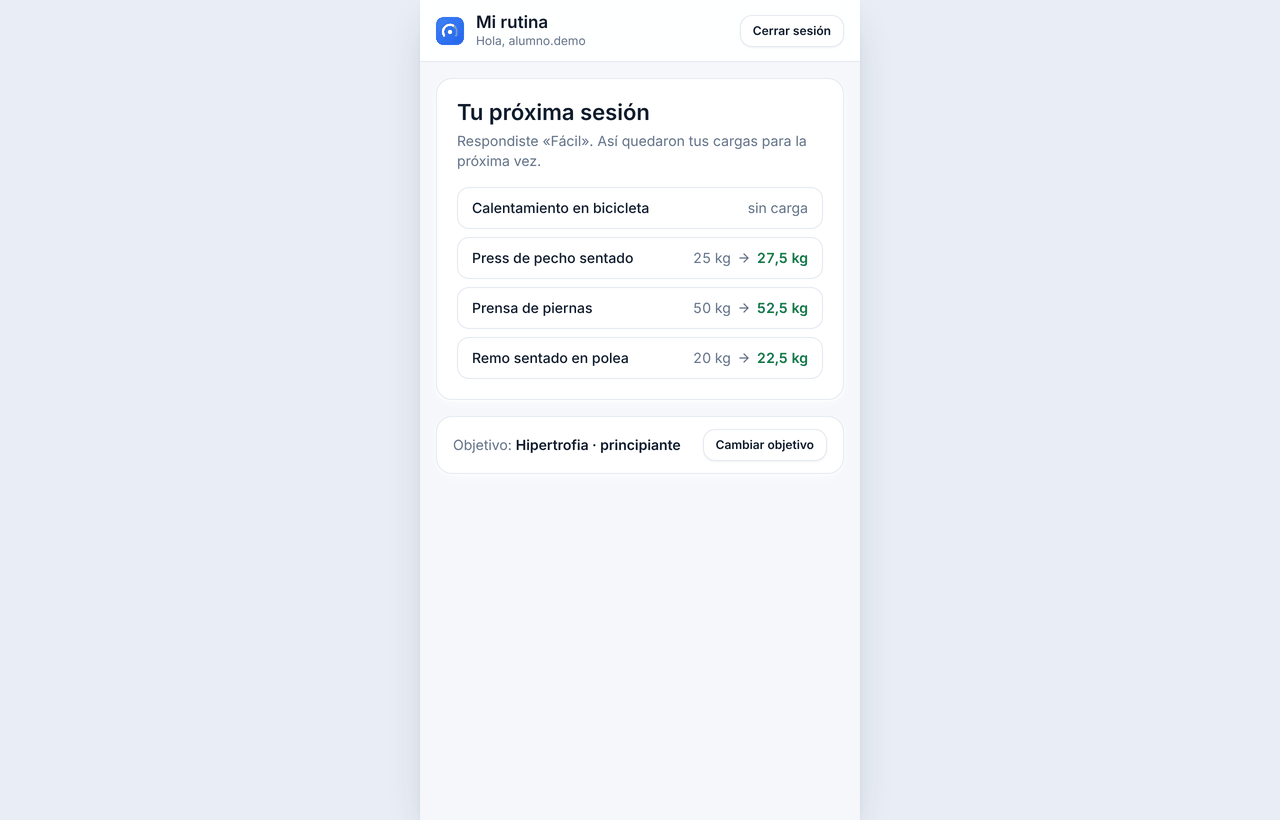 Mi rutina
Hola, alumno.demo
Cerrar sesión
Tu próxima sesión
Respondiste «Fácil». Así quedaron tus cargas para la
próxima vez.
Calentamiento en bicicleta sin carga
Press de pecho sentado 25 kg → 27,5 kg
Prensa de piernas 50 kg → 52,5 kg
Remo sentado en polea 20 kg → 22,5 kg
Objetivo: Hipertrofia · principiante Cambiar objetivo